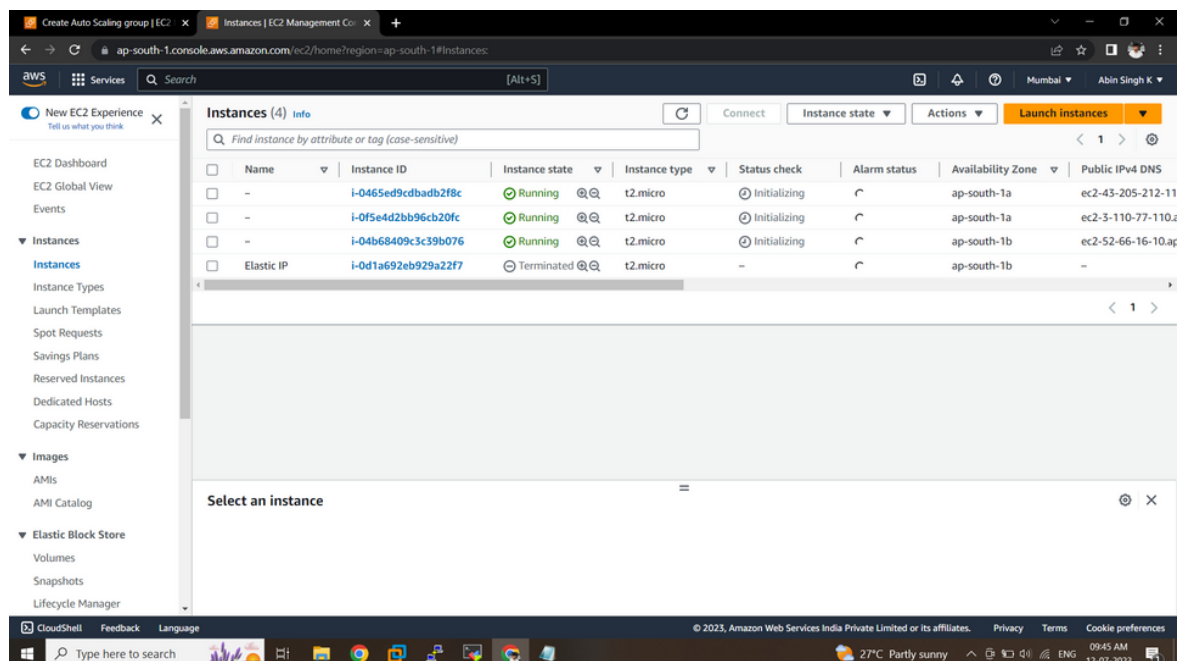 Create Auto Scaling group | EC2
Instances | EC2 Management Con
ap-south-1.console.aws.amazon.com/ec2/home?region=ap-south-1#Instances:
aws Services Search [Alt+S] Mumbai Abin Singh K
New EC2 Experience
Tell us what you think
EC2 Dashboard
EC2 Global View
Events
Instances
Instances
Instance Types
Launch Templates
Spot Requests
Savings Plans
Reserved Instances
Dedicated Hosts
Capacity Reservations
Images
AMIs
AMI Catalog
Elastic Block Store
Volumes
Snapshots
Lifecycle Manager
Instances (4) Info Connect Instance state Actions Launch instances
Find instance by attribute or tag (case-sensitive) 1
Name Instance ID Instance state Instance type Status check Alarm status Availability Zone Public IPv4 DNS
– i-0465ed9cdbadb2f8c Running t2.micro Initializing ap-south-1a ec2-43-205-212-11
– i-0f5e4d2bb96cb20fc Running t2.micro Initializing ap-south-1a ec2-3-110-77-110.a
– i-04b68409c3c39b076 Running t2.micro Initializing ap-south-1b ec2-52-66-16-10.ap
Elastic IP i-0d1a692eb929a22f7 Terminated t2.micro – ap-south-1b –
1
Select an instance
CloudShell Feedback Language © 2023, Amazon Web Services India Private Limited or its affiliates. Privacy Terms Cookie preferences
Type here to search 27°C Partly sunny ENG 09:45 AM